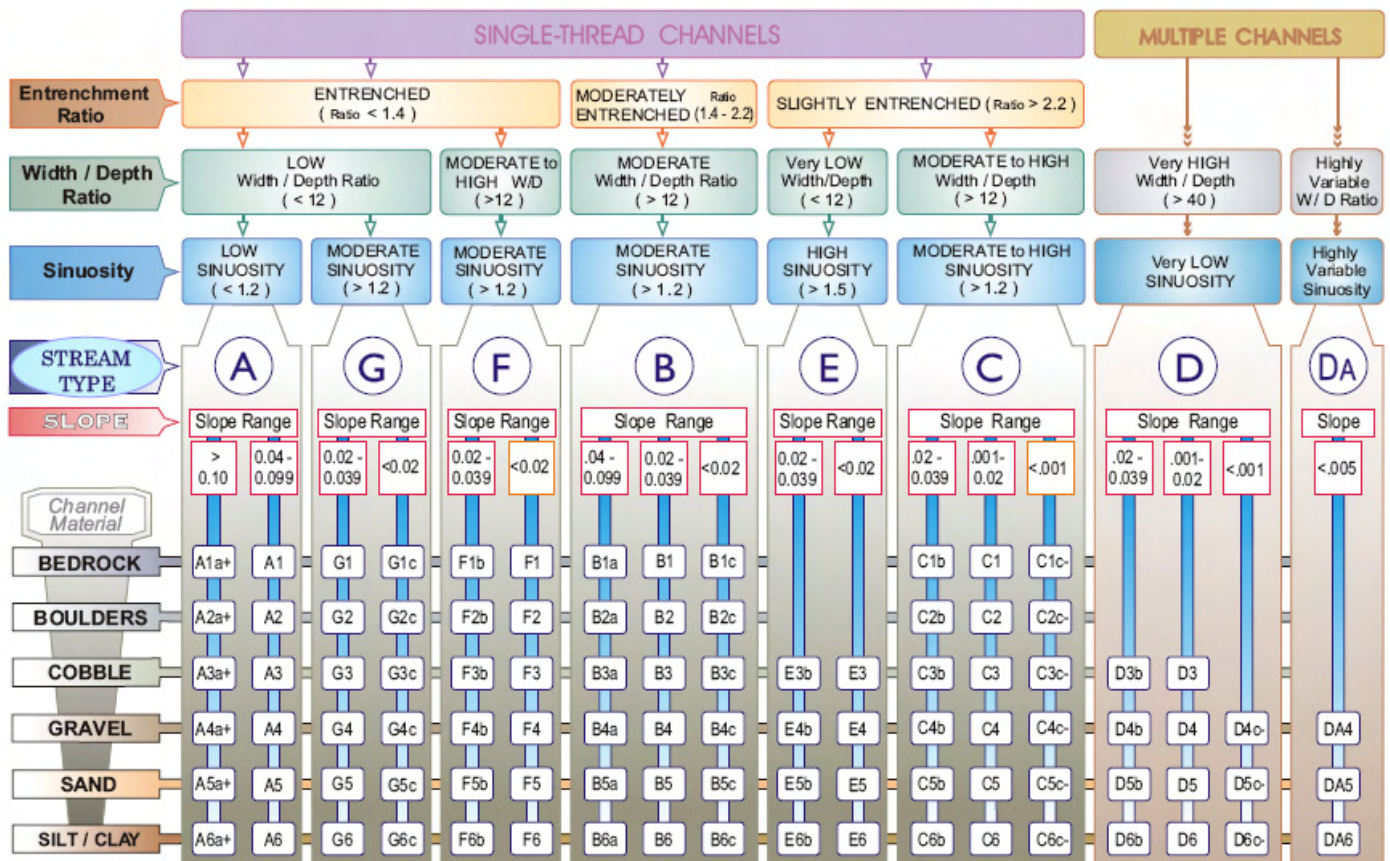 SINGLE-THREAD CHANNELS
MULTIPLE CHANNELS
Entrenchment
Ratio
ENTRENCHED
( Ratio < 1.4 )
MODERATELY Ratio
ENTRENCHED (1.4 - 2.2)
SLIGHTLY ENTRENCHED ( Ratio > 2.2 )
Width / Depth
Ratio
LOW
Width / Depth Ratio
( < 12 )
MODERATE to
HIGH W/D
( >12 )
MODERATE
Width / Depth Ratio
( > 12 )
Very LOW
Width/Depth
( < 12 )
MODERATE to HIGH
Width / Depth
( > 12 )
Very HIGH
Width / Depth
( > 40 )
Highly
Variable
W / D Ratio
Sinuosity
LOW
SINUOSITY
( < 1.2 )
MODERATE
SINUOSITY
( > 1.2 )
MODERATE
SINUOSITY
( > 1.2 )
MODERATE
SINUOSITY
( > 1.2 )
HIGH
SINUOSITY
( > 1.5 )
MODERATE to HIGH
SINUOSITY
( > 1.2 )
Very LOW
SINUOSITY
Highly
Variable
Sinuosity
STREAM
TYPE
A G F B E C D DA
SLOPE
Slope Range Slope Range Slope Range Slope Range Slope Range Slope Range Slope Range Slope
> 0.10
0.04 - 0.099
0.02 - 0.039
<0.02
0.02 - 0.039
<0.02
.04 - 0.099
0.02 - 0.039
<0.02
0.02 - 0.039
<0.02
.02 - 0.039
.001- 0.02
<.001
.02 - 0.039
.001- 0.02
<.001
<.005
Channel
Material
BEDROCK A1a+ A1 G1 G1c F1b F1 B1a B1 B1c C1b C1 C1c-
BOULDERS A2a+ A2 G2 G2c F2b F2 B2a B2 B2c C2b C2 C2c-
COBBLE A3a+ A3 G3 G3c F3b F3 B3a B3 B3c E3b E3 C3b C3 C3c- D3b D3
GRAVEL A4a+ A4 G4 G4c F4b F4 B4a B4 B4c E4b E4 C4b C4 C4c- D4b D4 D4c- DA4
SAND A5a+ A5 G5 G5c F5b F5 B5a B5 B5c E5b E5 C5b C5 C5c- D5b D5 D5c- DA5
SILT / CLAY A6a+ A6 G6 G6c F6b F6 B6a B6 B6c E6b E6 C6b C6 C6c- D6b D6 D6c- DA6